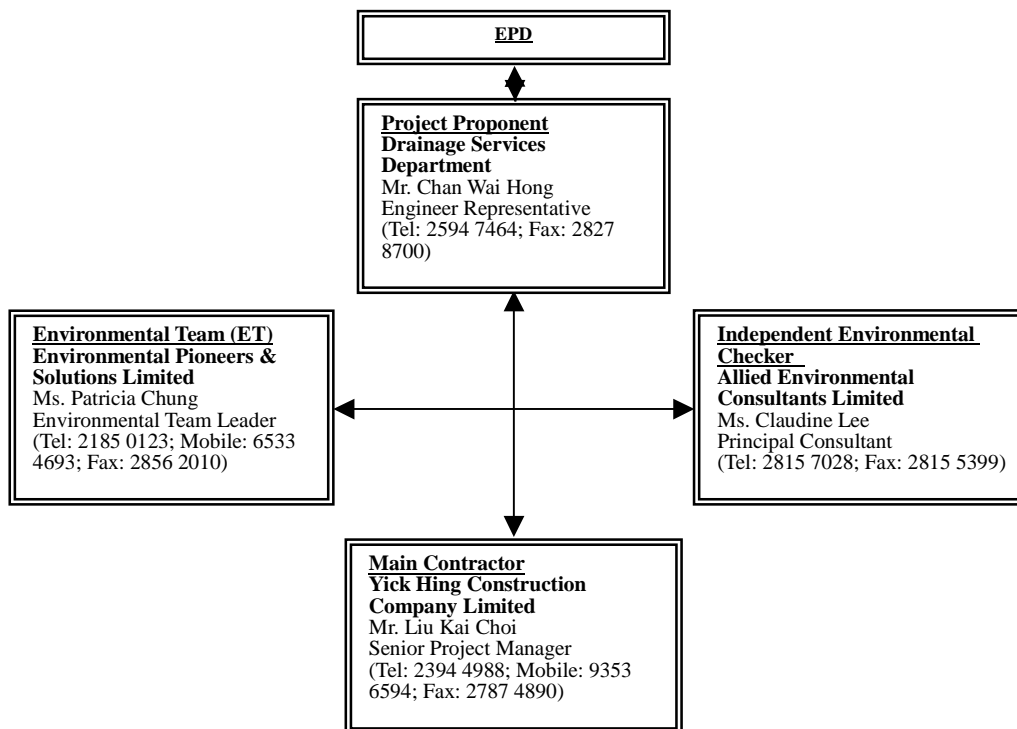 EPD
Project Proponent
Drainage Services
Department
Mr. Chan Wai Hong
Engineer Representative
(Tel: 2594 7464; Fax: 2827
8700)
Environmental Team (ET)
Environmental Pioneers &
Solutions Limited
Ms. Patricia Chung
Environmental Team Leader
(Tel: 2185 0123; Mobile: 6533
4693; Fax: 2856 2010)
Independent Environmental
Checker
Allied Environmental
Consultants Limited
Ms. Claudine Lee
Principal Consultant
(Tel: 2815 7028; Fax: 2815 5399)
Main Contractor
Yick Hing Construction
Company Limited
Mr. Liu Kai Choi
Senior Project Manager
(Tel: 2394 4988; Mobile: 9353
6594; Fax: 2787 4890)